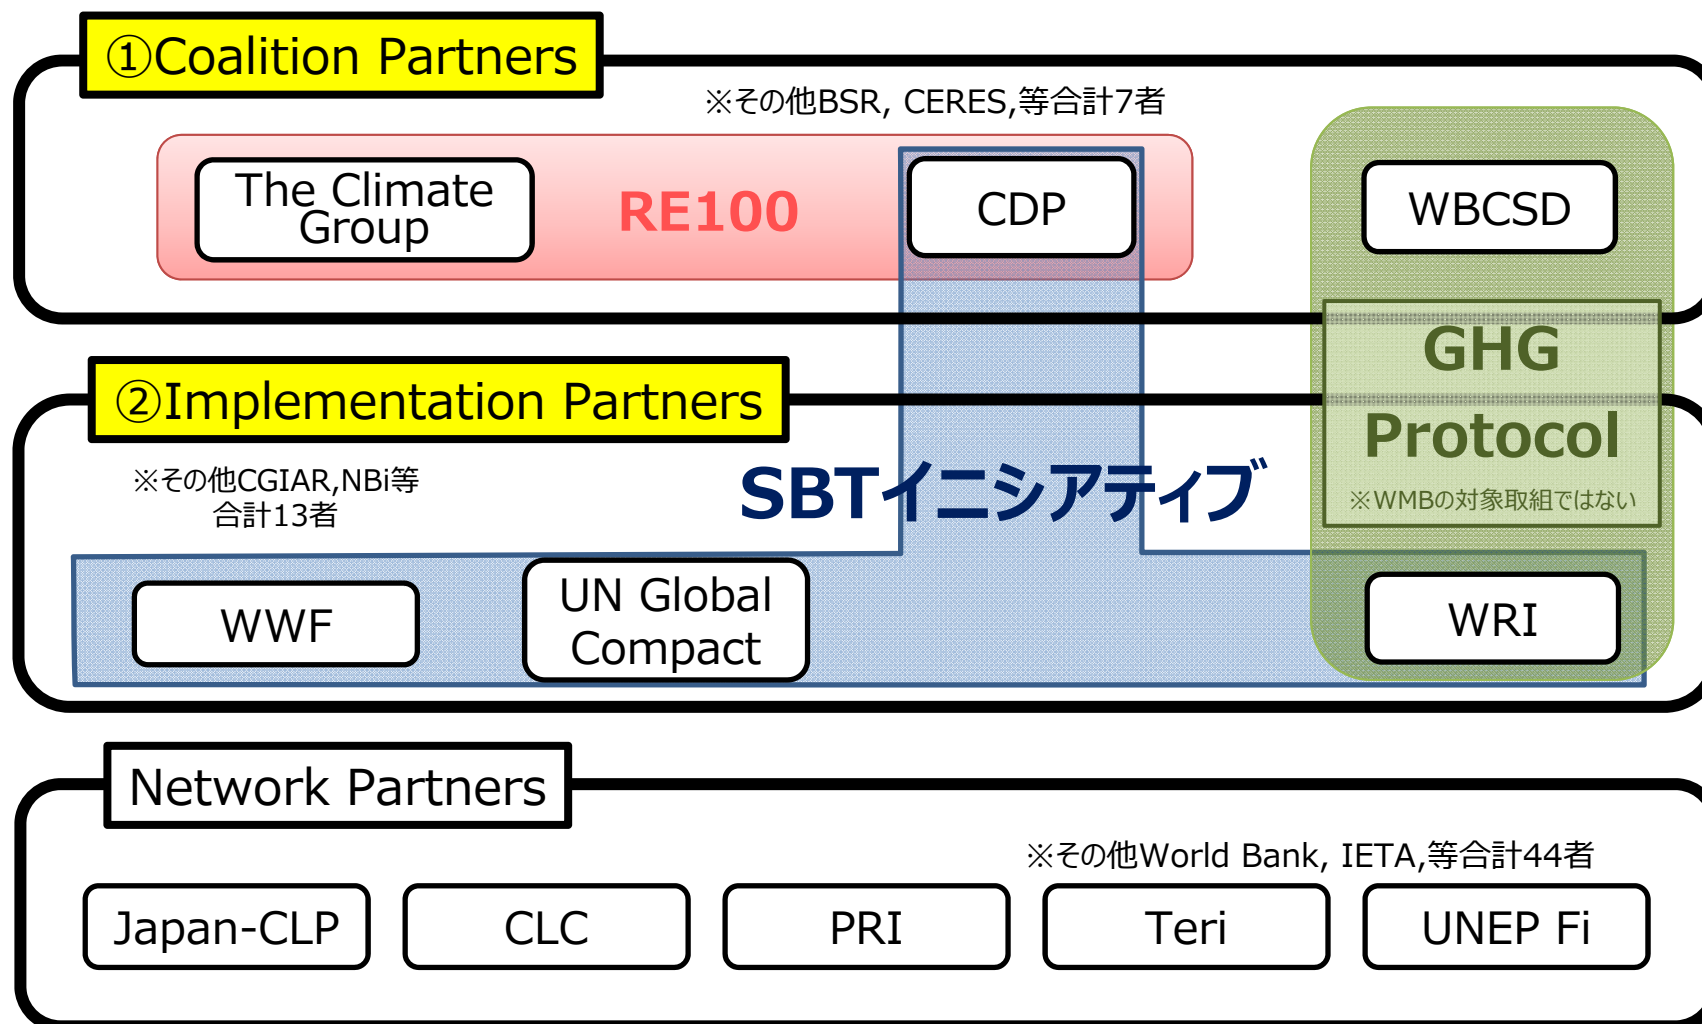 ①Coalition Partners
※その他BSR, CERES,等合計7者
The Climate
Group
RE100
CDP
WBCSD
GHG
Protocol
※WMBの対象取組ではない
②Implementation Partners
※その他CGIAR,NBi等
合計13者
SBTイニシアティブ
WWF
UN Global
Compact
WRI
Network Partners
※その他World Bank, IETA,等合計44者
Japan-CLP
CLC
PRI
Teri
UNEP Fi